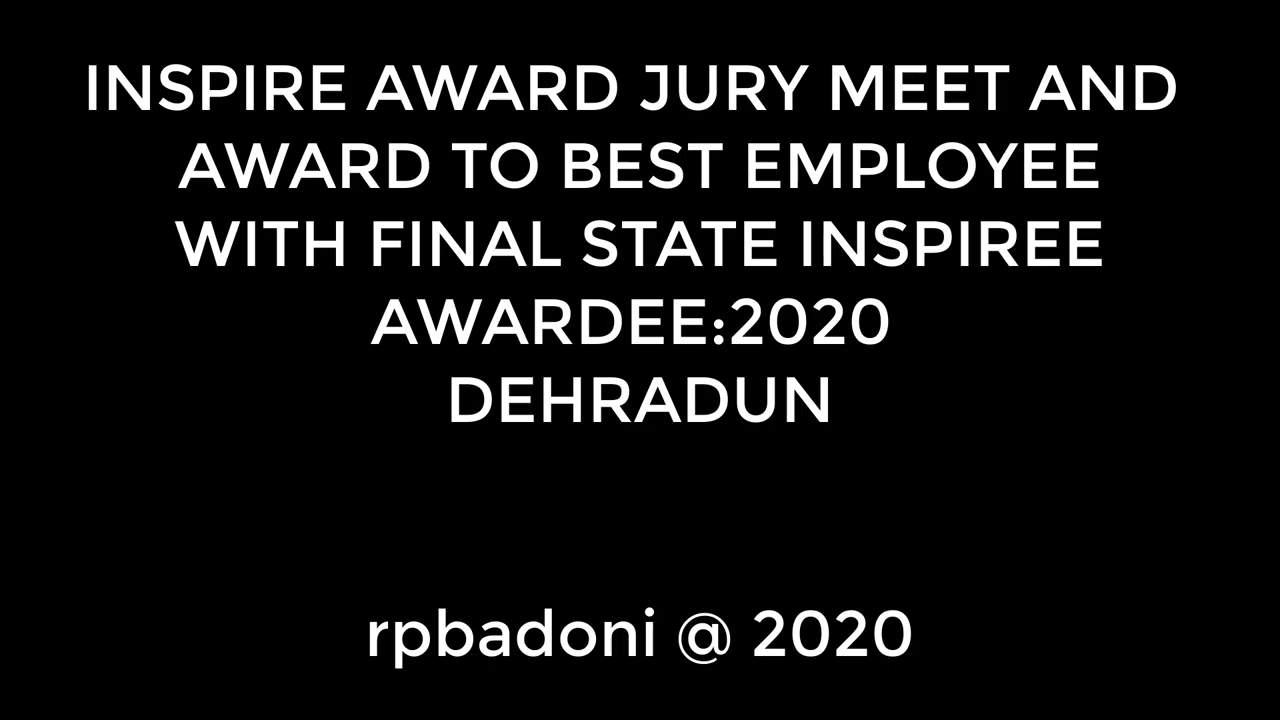 INSPIRE AWARD JURY MEET AND
AWARD TO BEST EMPLOYEE
WITH FINAL STATE INSPIREE
AWARDEE:2020
DEHRADUN
rpbadoni @ 2020